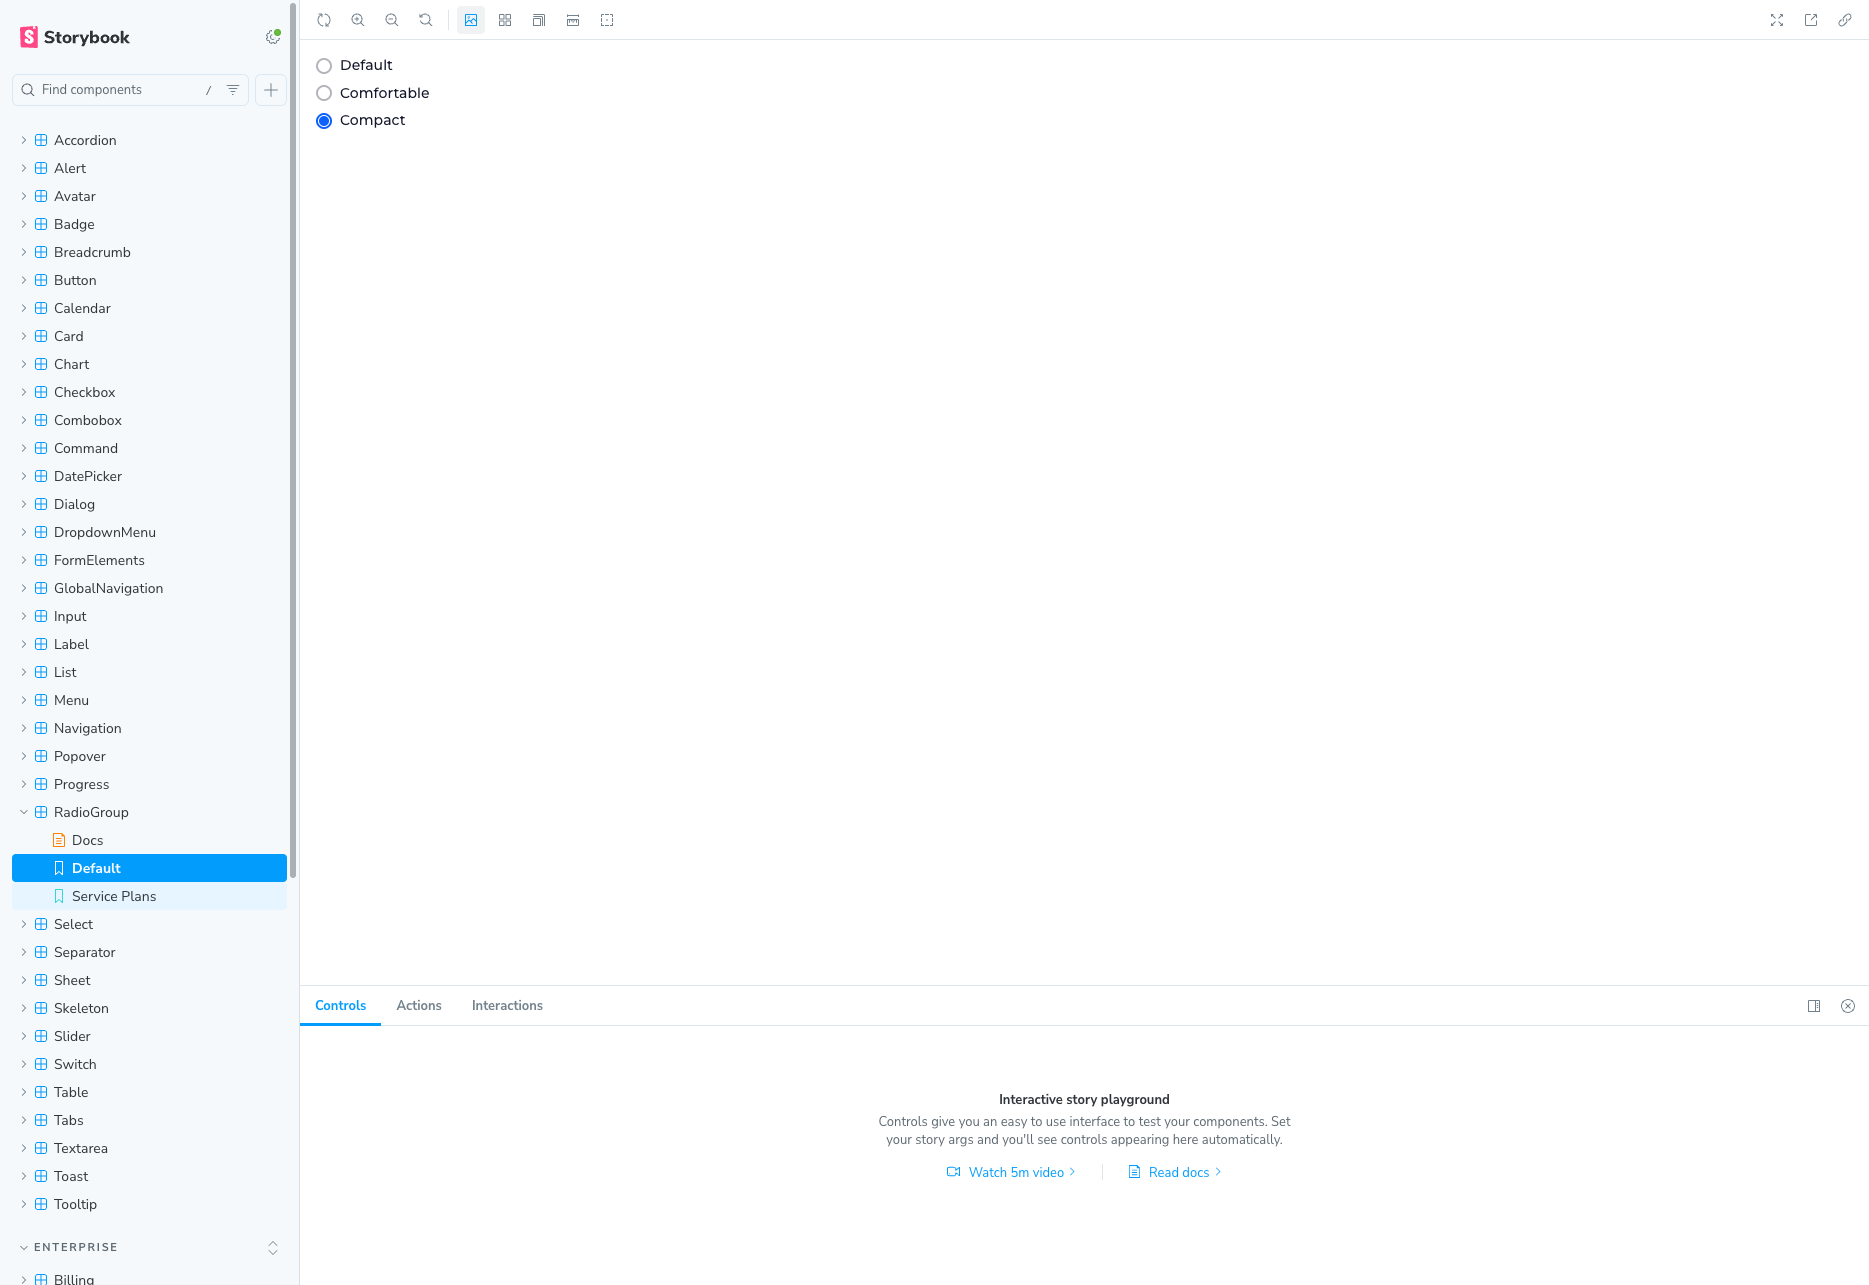 Storybook
Find components
/
Accordion
Alert
Avatar
Badge
Breadcrumb
Button
Calendar
Card
Chart
Checkbox
Combobox
Command
DatePicker
Dialog
DropdownMenu
FormElements
GlobalNavigation
Input
Label
List
Menu
Navigation
Popover
Progress
RadioGroup
Docs
Default
Service Plans
Select
Separator
Sheet
Skeleton
Slider
Switch
Table
Tabs
Textarea
Toast
Tooltip
ENTERPRISE
Billing
Default
Comfortable
Compact
Controls
Actions
Interactions
Interactive story playground
Controls give you an easy to use interface to test your components. Set
your story args and you'll see controls appearing here automatically.
Watch 5m video
Read docs